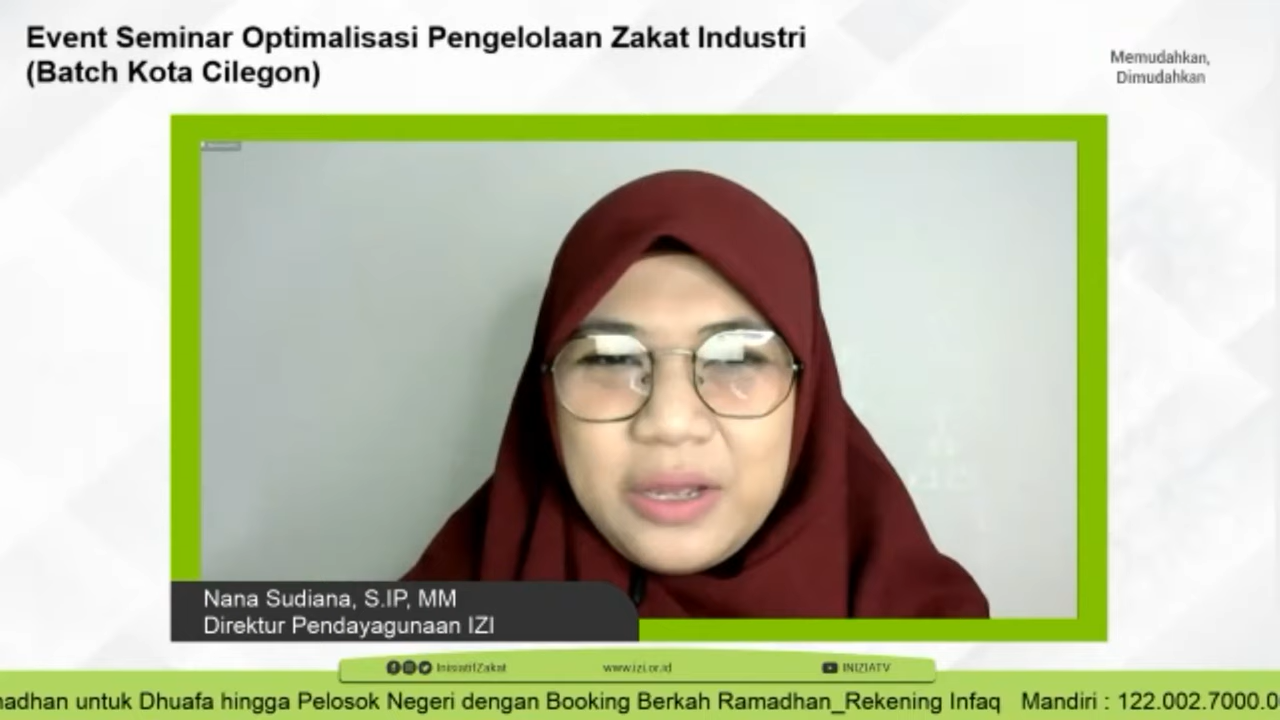 Event Seminar Optimalisasi Pengelolaan Zakat Industri
(Batch Kota Cilegon)
Memudahkan,
Dimudahkan
Nana Sudiana, S.IP, MM
Direktur Pendayagunaan IZI
InisiatifZakat www.izi.or.id INIZIATV
madhan untuk Dhuafa hingga Pelosok Negeri dengan Booking Berkah Ramadhan_Rekening Infaq Mandiri : 122.002.7000.0